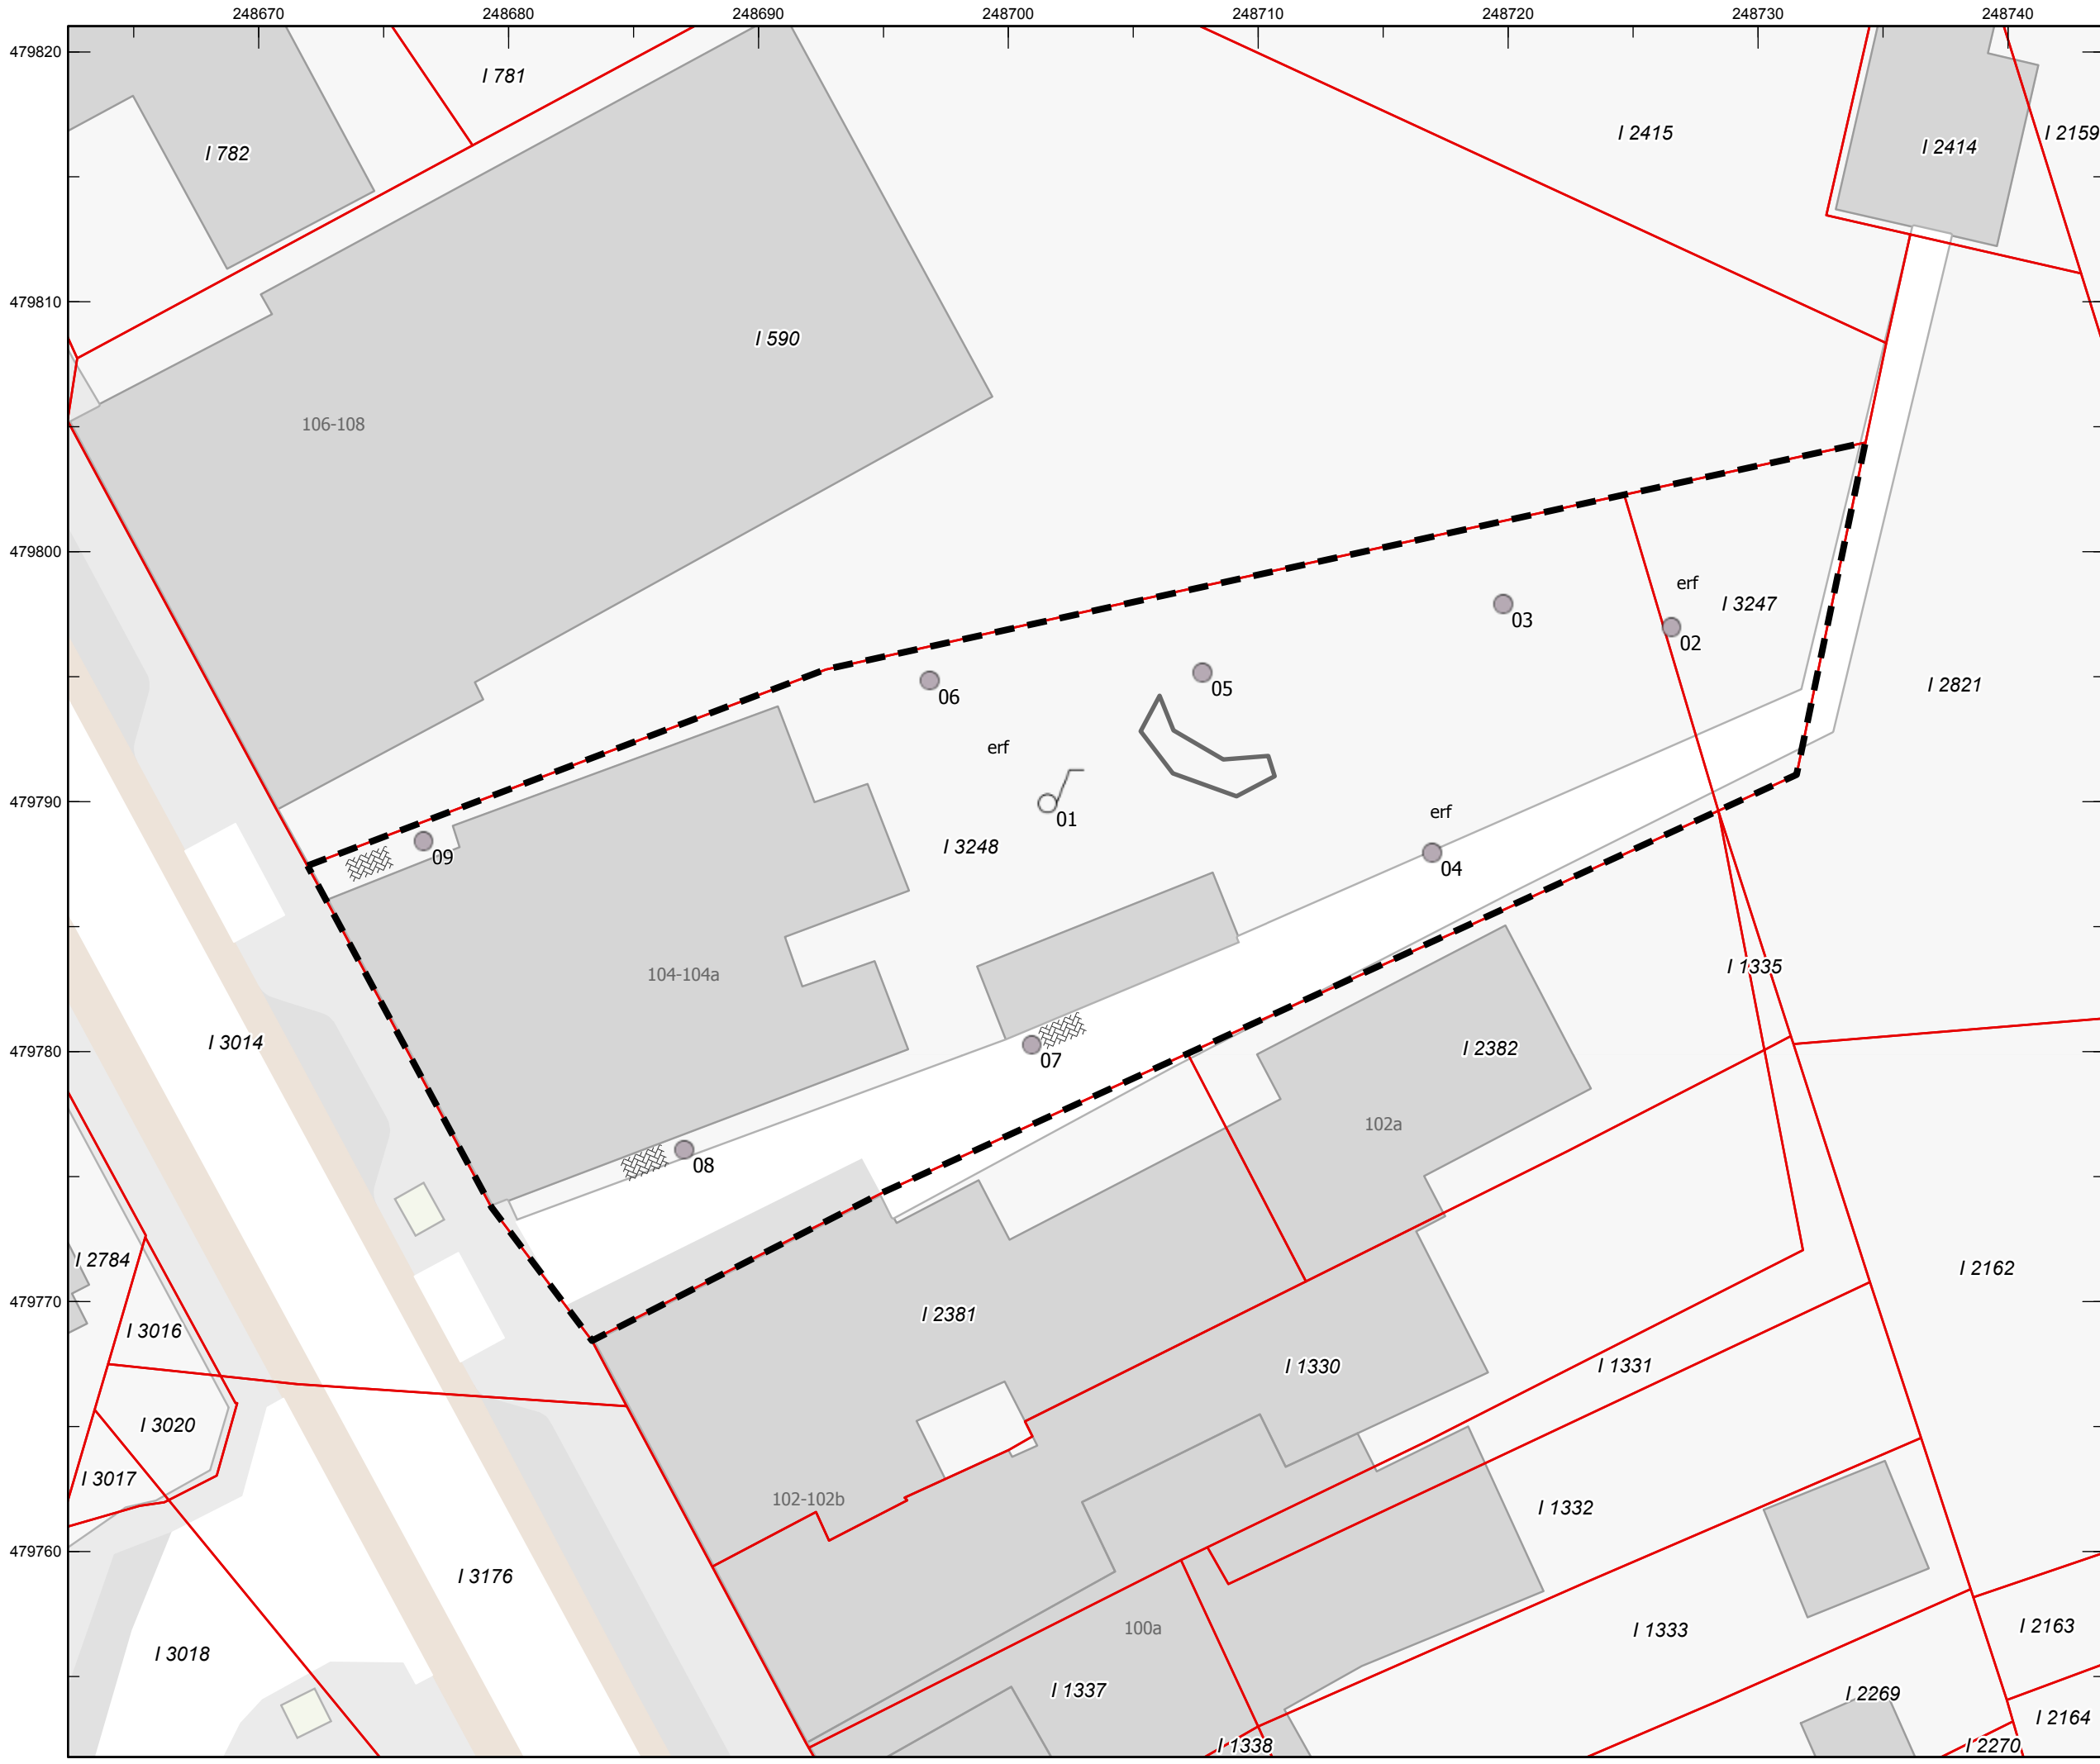 248670 248680 248690 248700 248710 248720 248730 248740
479820
I 781
I 2415
I 2159
I 2414
I 782
479810
I 590
106-108
479800
erf
I 3247
03
02
I 2821
05
06
erf
479790
01
erf
I 3248
09
04
104-104a
I 1335
I 3014
I 2382
479780
07
102a
08
I 2784
I 2162
479770
I 2381
I 3016
I 1330
I 1331
I 3020
I 3017
102-102b
I 1332
479760
I 3176
I 2163
100a
I 1333
I 3018
I 1337
I 2269
I 2164
I 1338
I 2270